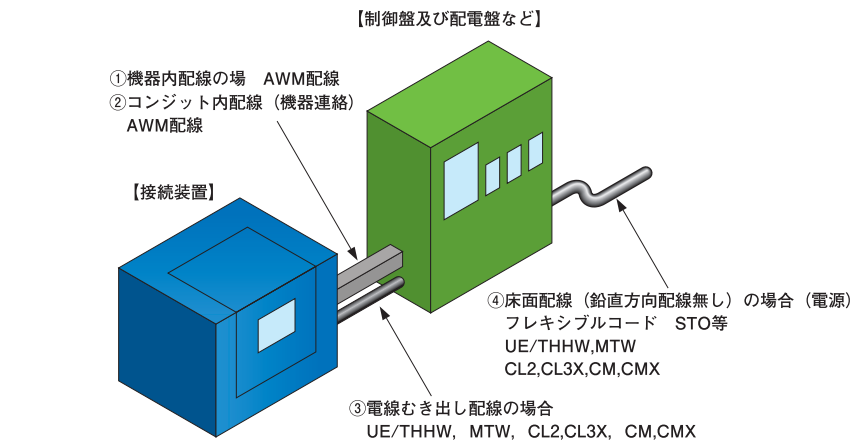 【制御盤及び配電盤など】
①機器内配線の場　AWM配線
②コンジット内配線（機器連絡）
AWM配線
【接続装置】
④床面配線（鉛直方向配線無し）の場合（電源）
フレキシブルコード　STO等
UE/THHW,MTW
CL2,CL3X,CM,CMX
③電線むき出し配線の場合
UE/THHW,　MTW,　CL2,CL3X,　CM,CMX